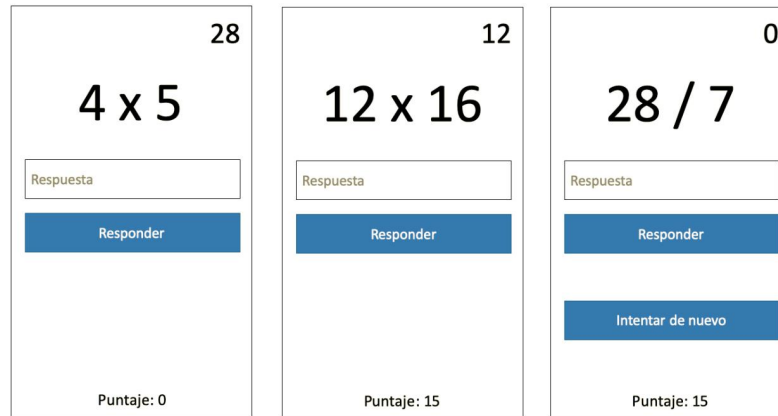 28
4 x 5
Respuesta
Responder
Puntaje: 0
12
12 x 16
Respuesta
Responder
Puntaje: 15
0
28 / 7
Respuesta
Responder
Intentar de nuevo
Puntaje: 15